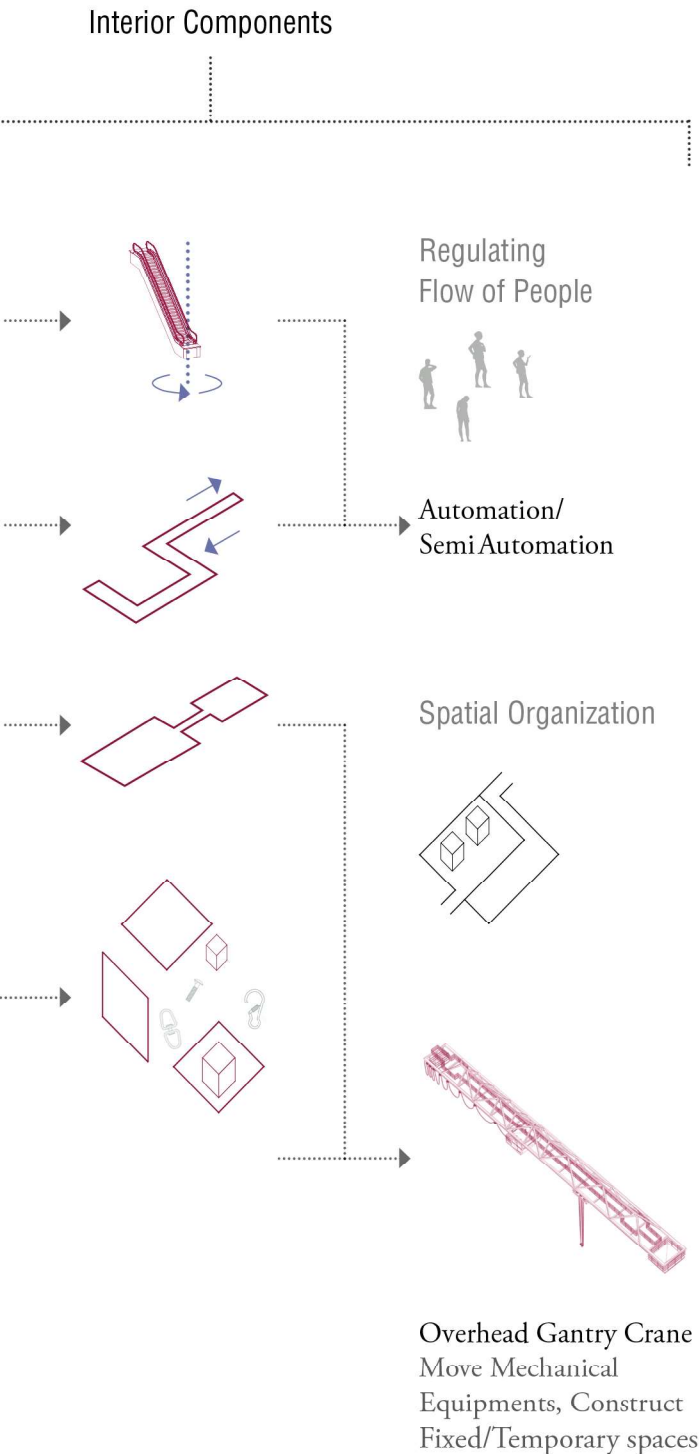 Interior Components
Regulating
Flow of People
Automation/
Semi Automation
Spatial Organization
Overhead Gantry Crane
Move Mechanical
Equipments, Construct
Fixed/Temporary spaces